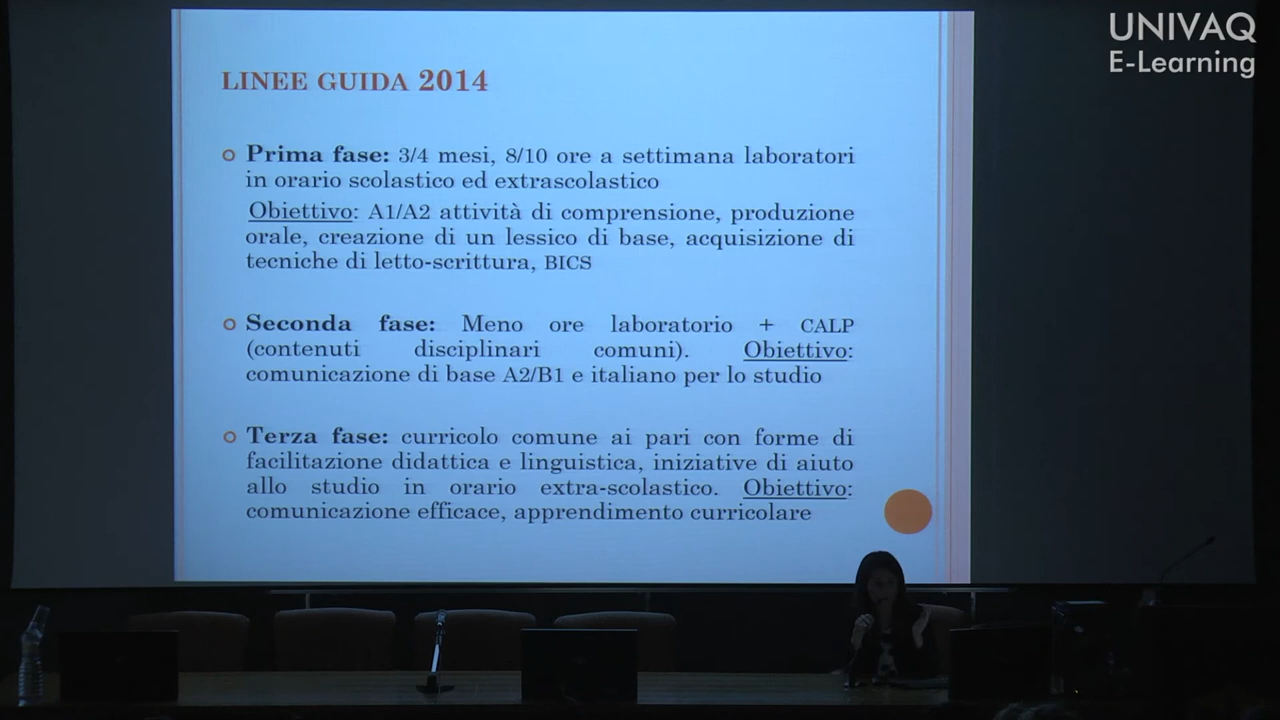 UNIVAQ
E-Learning
LINEE GUIDA 2014
Prima fase: 3/4 mesi, 8/10 ore a settimana laboratori
in orario scolastico ed extrascolastico
Obiettivo: A1/A2 attività di comprensione, produzione
orale, creazione di un lessico di base, acquisizione di
tecniche di letto-scrittura, BICS
Seconda fase: Meno ore laboratorio + CALP
(contenuti disciplinari comuni). Obiettivo:
comunicazione di base A2/B1 e italiano per lo studio
Terza fase: curricolo comune ai pari con forme di
facilitazione didattica e linguistica, iniziative di aiuto
allo studio in orario extra-scolastico. Obiettivo:
comunicazione efficace, apprendimento curricolare